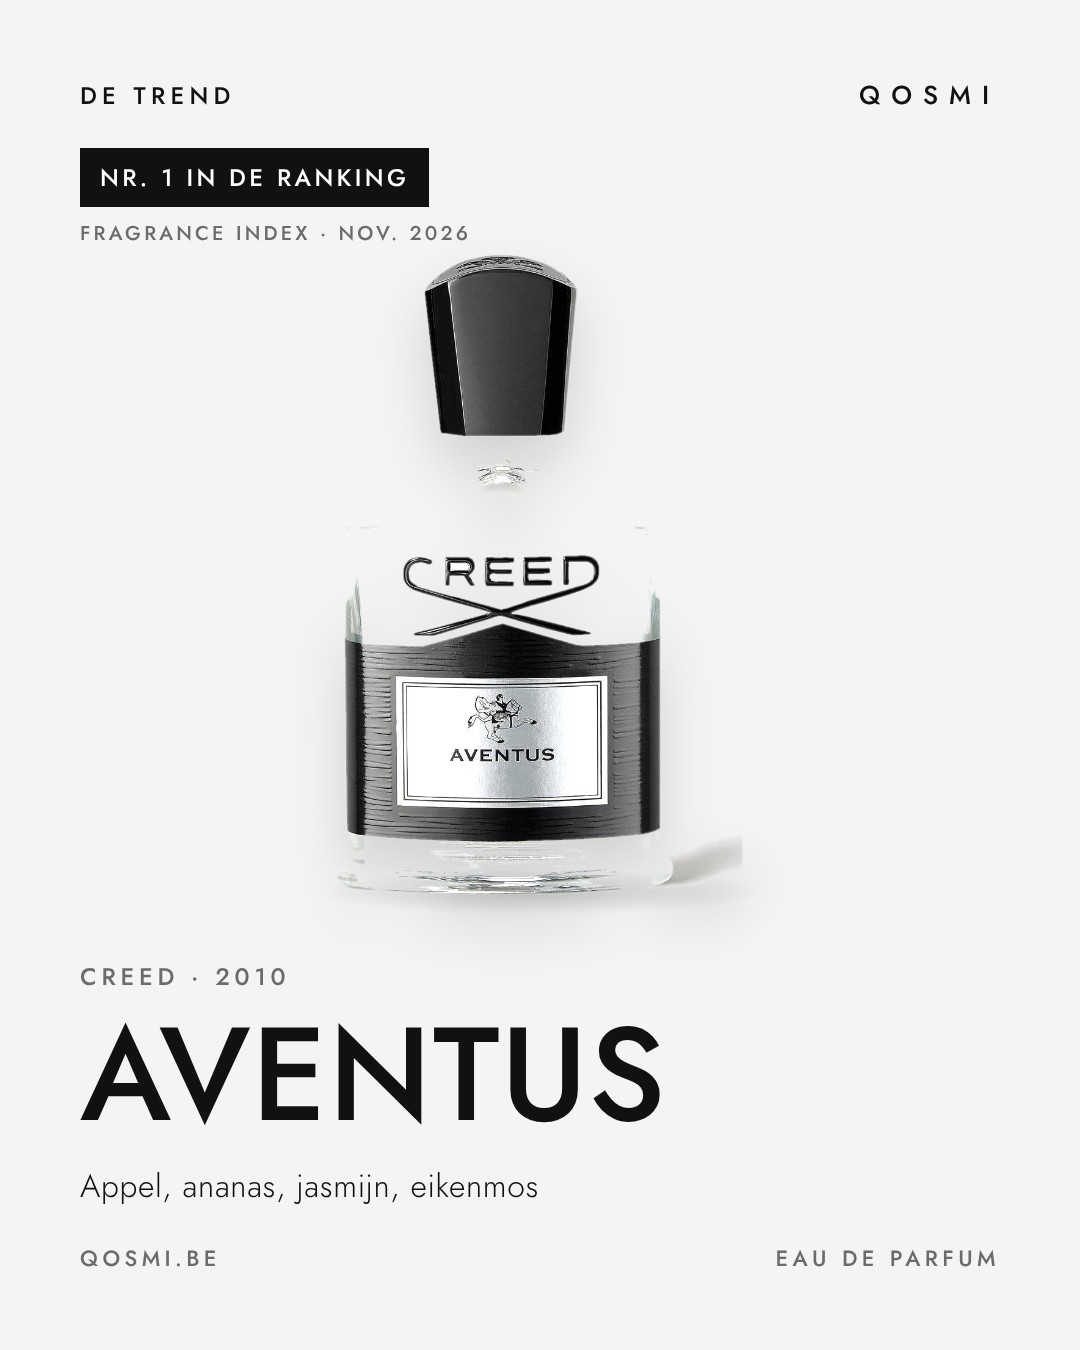 DE TREND
QOSMI
NR. 1 IN DE RANKING
FRAGRANCE INDEX · NOV. 2026
CREED
AVENTUS
CREED · 2010
AVENTUS
Appel, ananas, jasmijn, eikenmos
QOSMI.BE
EAU DE PARFUM